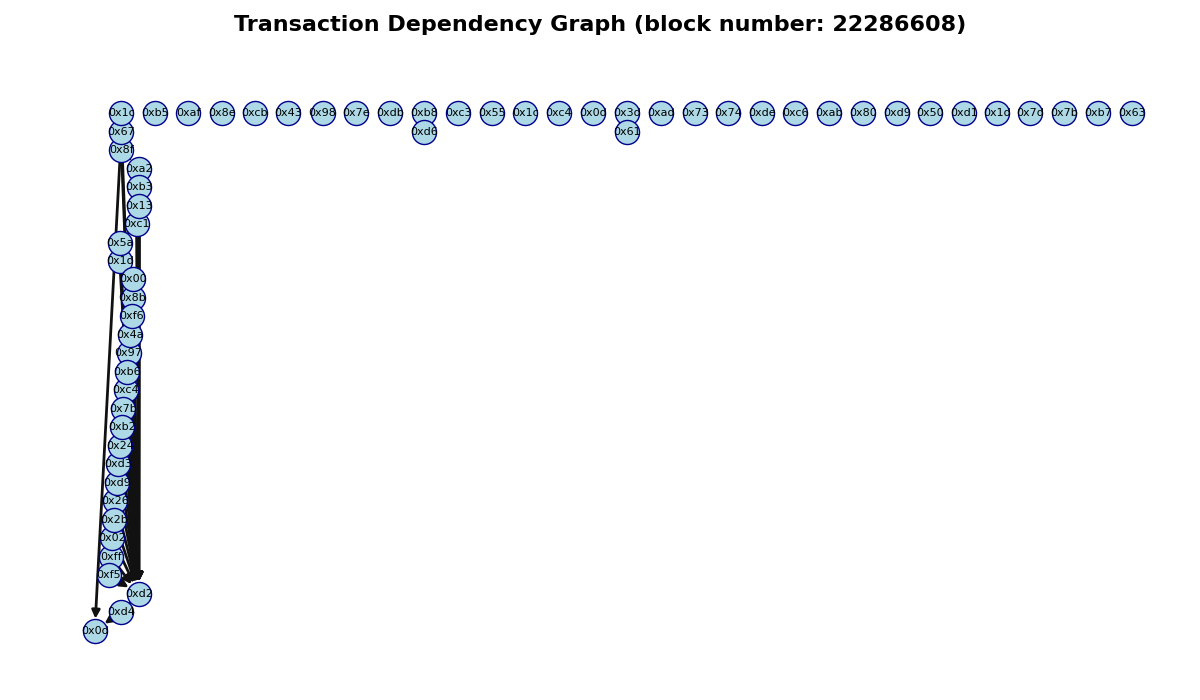 Transaction Dependency Graph (block number: 22286608)
0x1c 0xb5 0xaf 0x8e 0xcb 0x43 0x98 0x7e 0xdb 0xb8 0xc3 0x55 0x1c 0xc4 0x0d 0x3d 0xad 0x73 0x74 0xde 0xc6 0xab 0x80 0xd9 0x50 0xd1 0x1d 0x7d 0x7b 0xb7 0x63
0x67 0xd6 0x61
0x8f
0xa2
0xb3
0x13
0xc1
0x5a
0x1d
0x00
0x8b
0xf6
0x4a
0x97
0xb6
0xc4
0x7b
0xb2
0x24
0xd3
0xd9
0x26
0x2b
0x02
0xff
0xf5
0xd2
0xd4